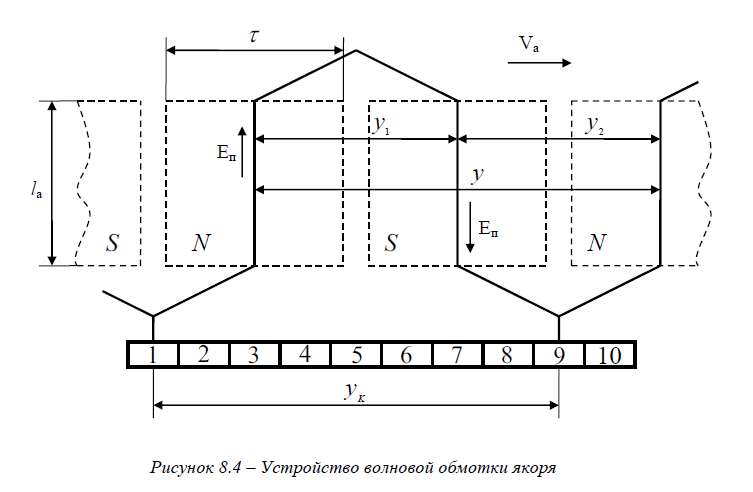 τ
Vа
y₁
y₂
Eп
y
lа
Eп
S
N
S
N
1 2 3 4 5 6 7 8 9 10
yK
Рисунок 8.4 – Устройство волновой обмотки якоря